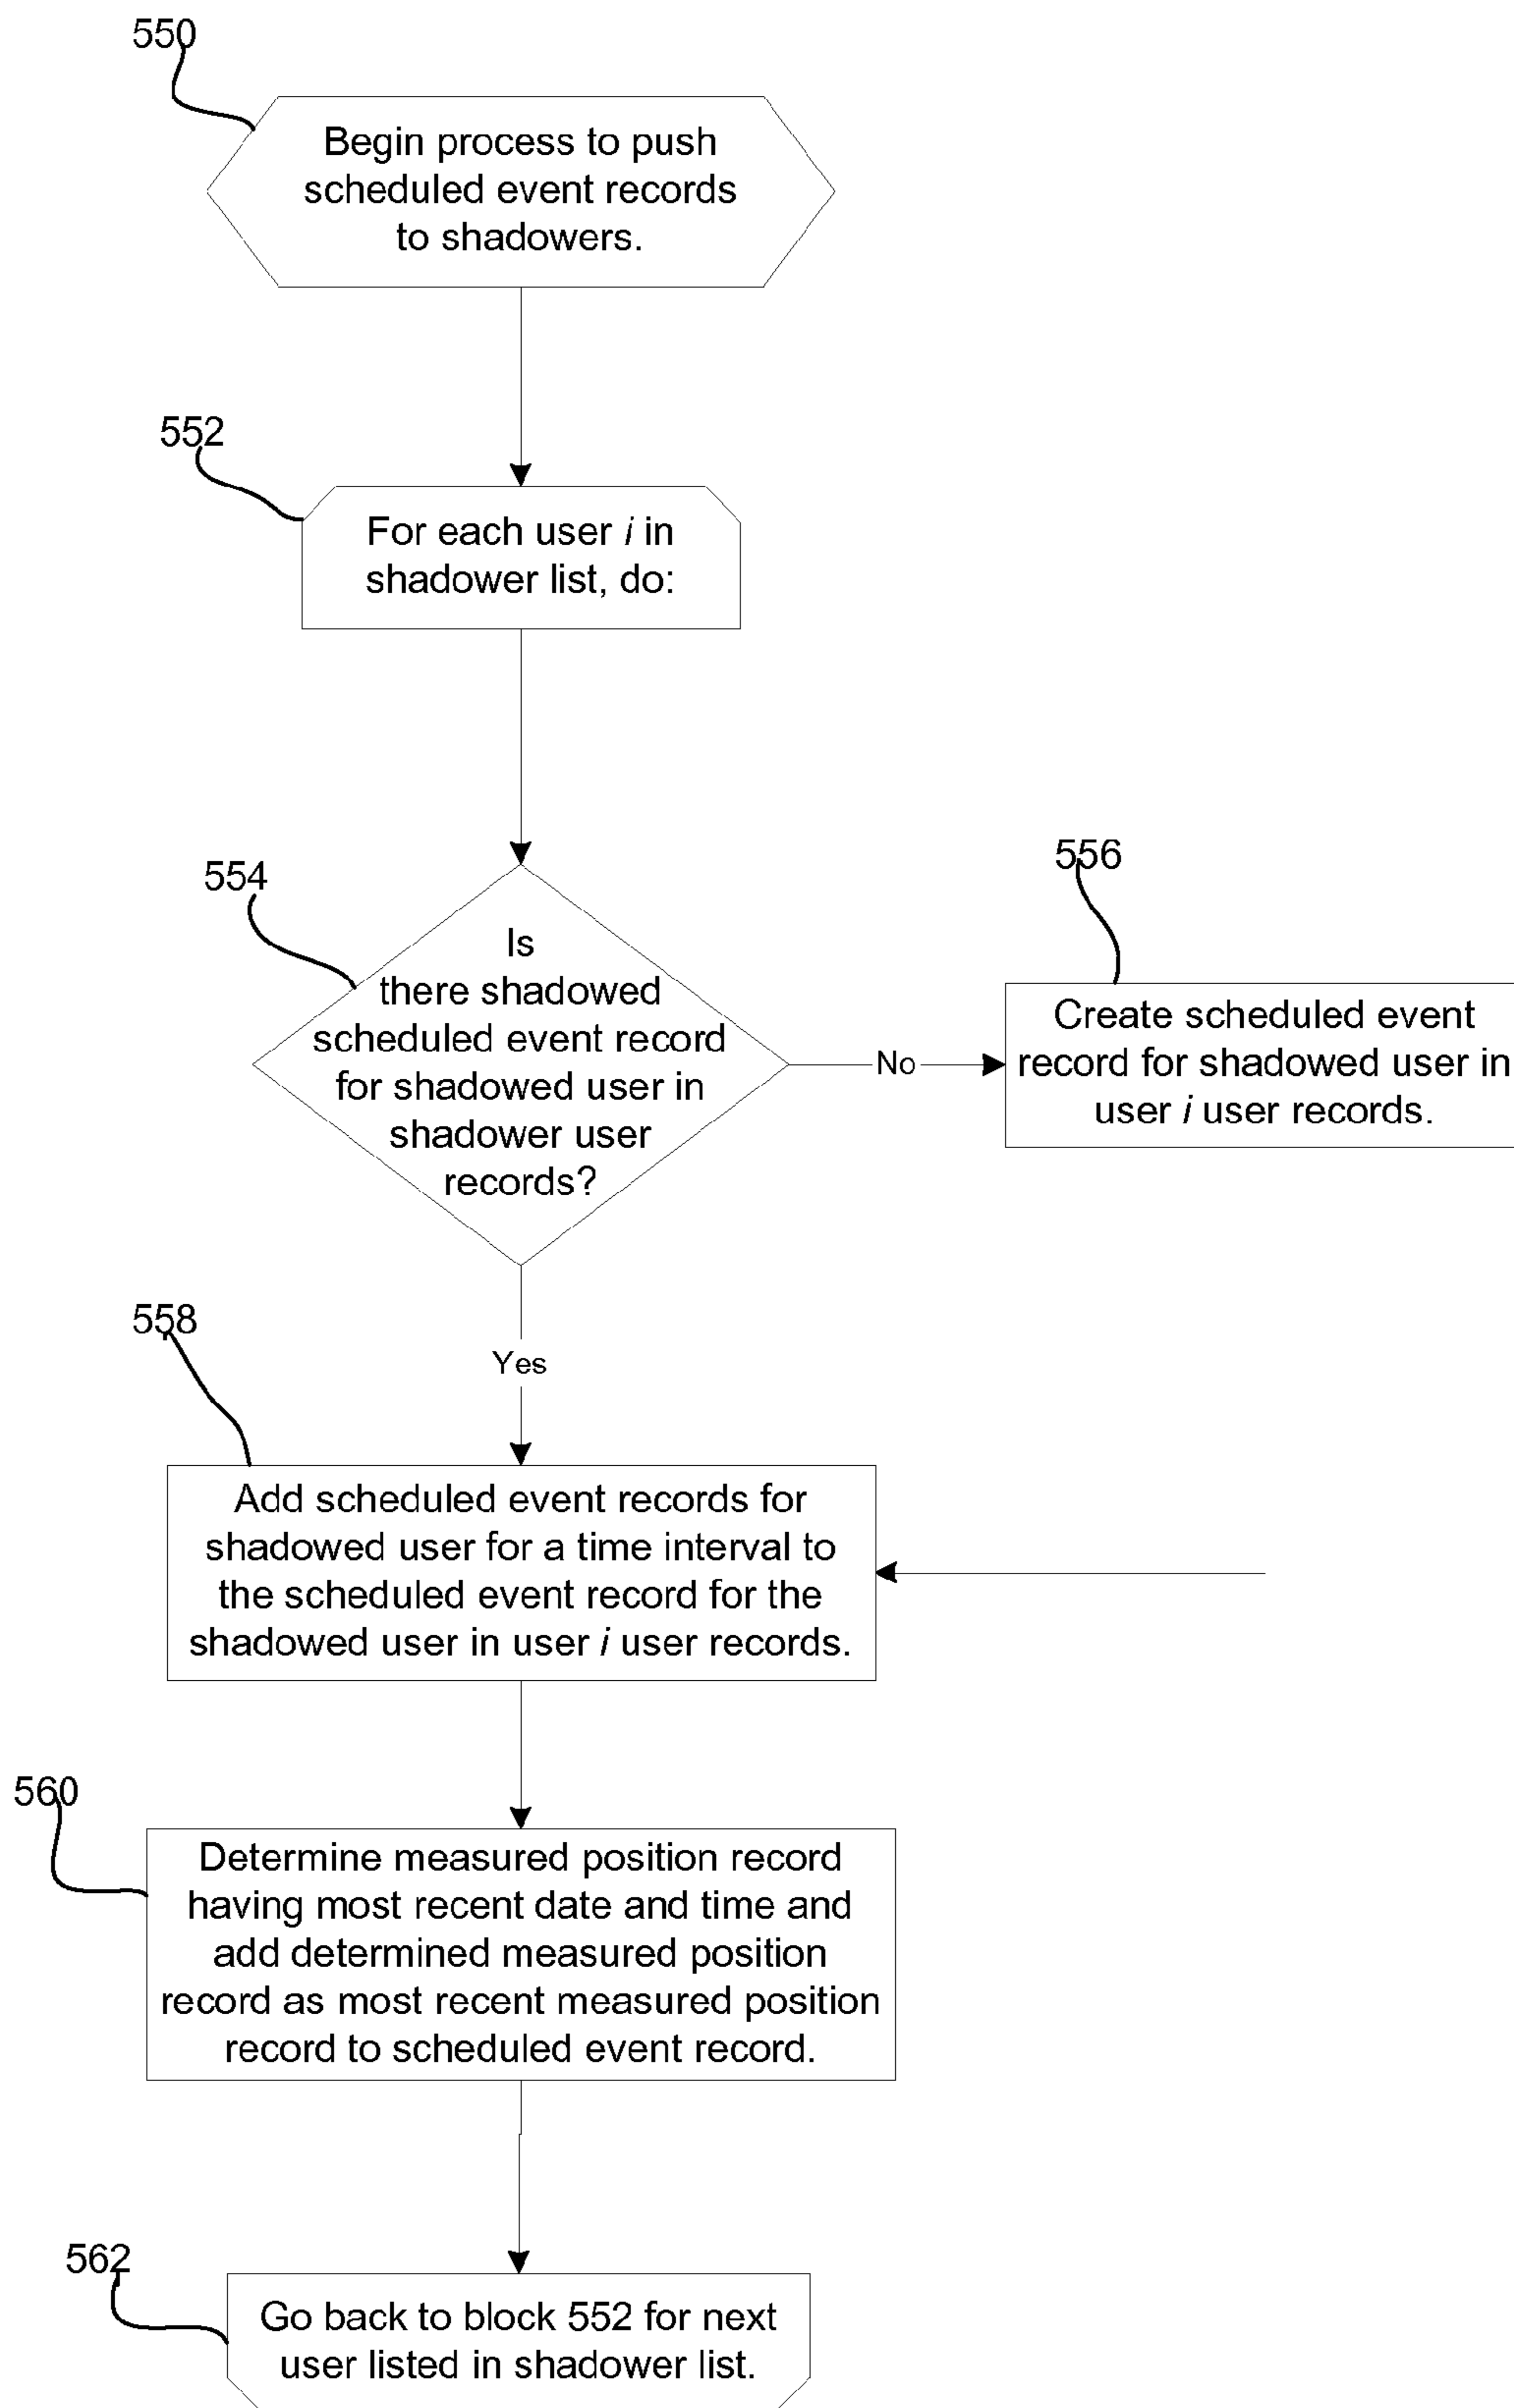 550
Begin process to push
scheduled event records
to shadowers.
552
For each user i in
shadower list, do:
554
Is
there shadowed
scheduled event record
for shadowed user in
shadower user
records?
No
556
Create scheduled event
record for shadowed user in
user i user records.
Yes
558
Add scheduled event records for
shadowed user for a time interval to
the scheduled event record for the
shadowed user in user i user records.
560
Determine measured position record
having most recent date and time and
add determined measured position
record as most recent measured position
record to scheduled event record.
562
Go back to block 552 for next
user listed in shadower list.